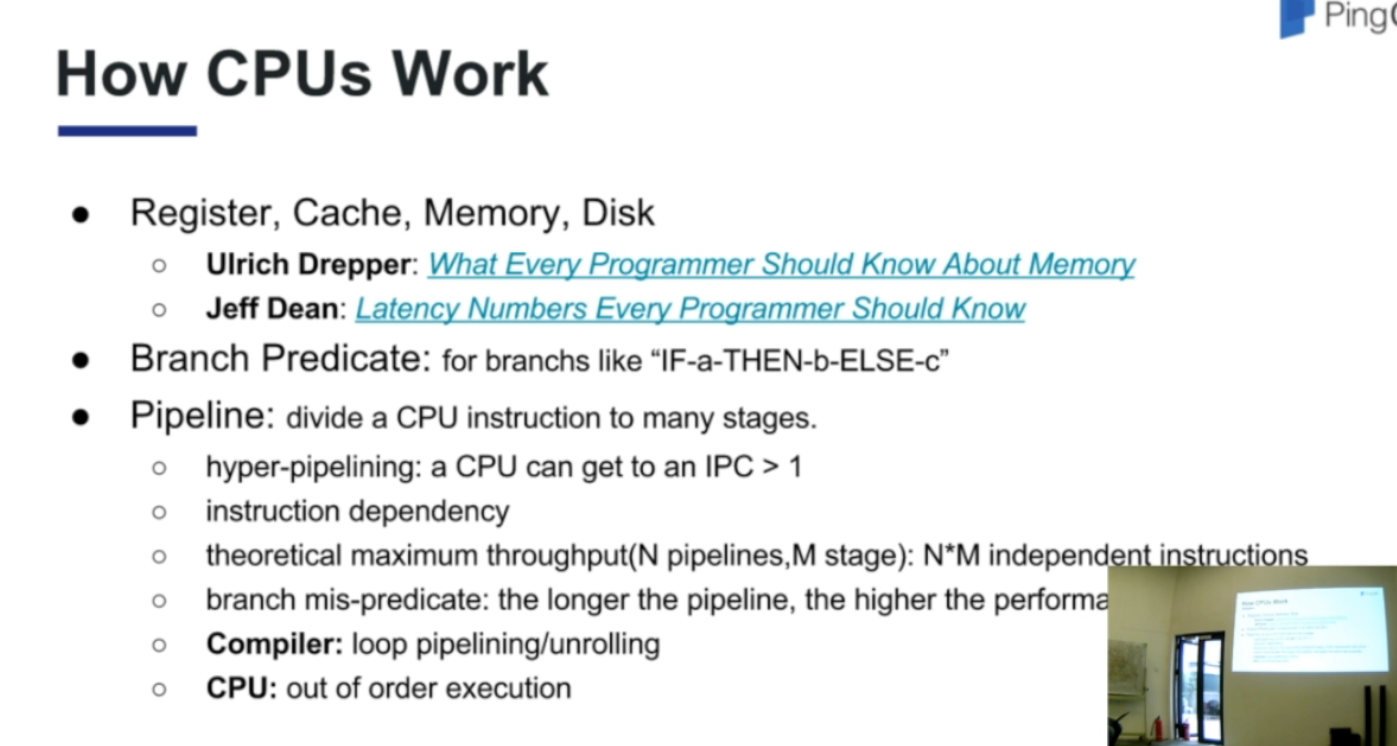 Ping
How CPUs Work
● Register, Cache, Memory, Disk
○ Ulrich Drepper: What Every Programmer Should Know About Memory
○ Jeff Dean: Latency Numbers Every Programmer Should Know
● Branch Predicate: for branchs like “IF-a-THEN-b-ELSE-c”
● Pipeline: divide a CPU instruction to many stages.
○ hyper-pipelining: a CPU can get to an IPC > 1
○ instruction dependency
○ theoretical maximum throughput(N pipelines,M stage): N*M independent instructions
○ branch mis-predicate: the longer the pipeline, the higher the performa
○ Compiler: loop pipelining/unrolling
○ CPU: out of order execution
How CPUs Work